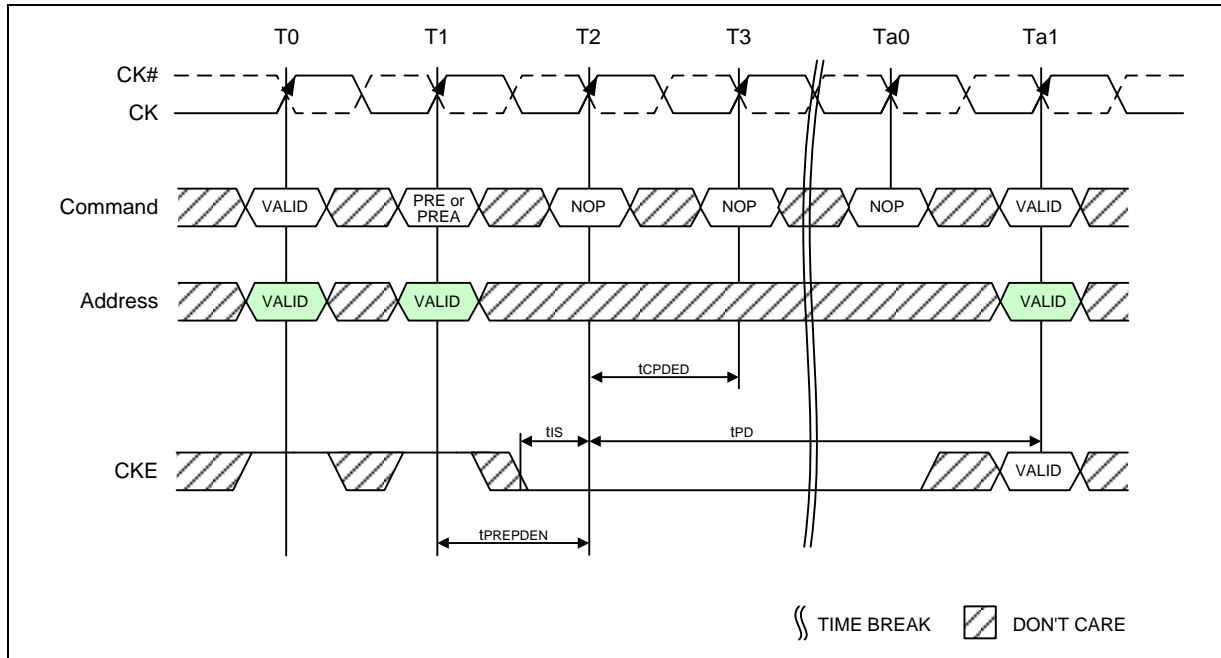 T0 T1 T2 T3 Ta0 Ta1
CK#
CK
Command VALID PRE or PREA NOP NOP NOP VALID
Address VALID VALID VALID
tCPDED
tIS tPD
CKE VALID
tPREPDEN
TIME BREAK DON'T CARE